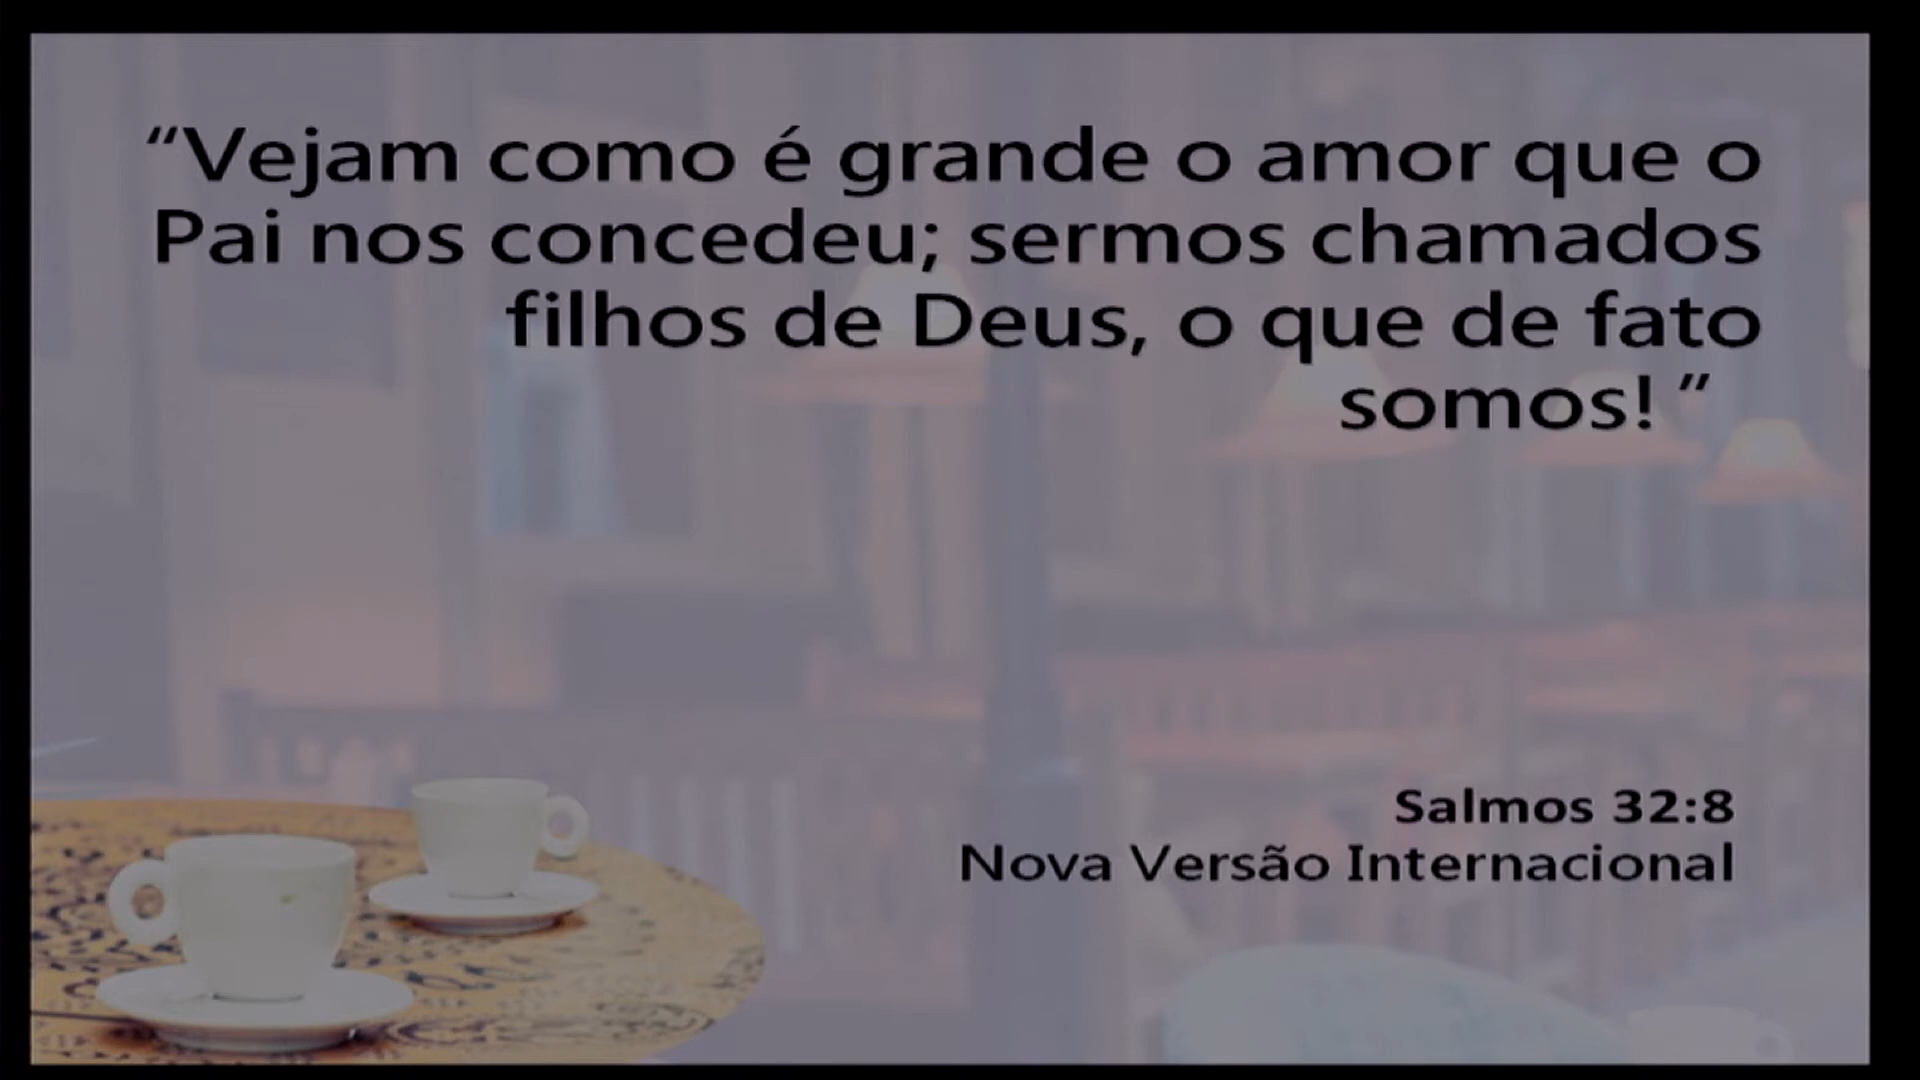 “Vejam como é grande o amor que o
Pai nos concedeu; sermos chamados
filhos de Deus, o que de fato
somos! ”
Salmos 32:8
Nova Versão Internacional